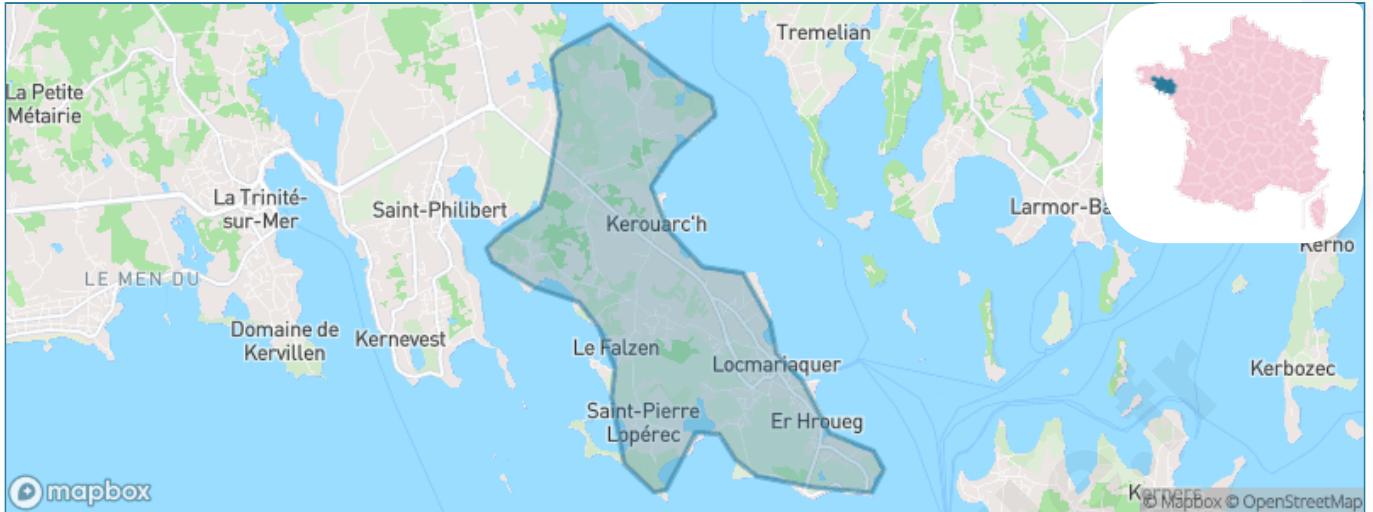 Tremelian
La Petite
Métairie
La Trinité-
sur-Mer
Saint-Philibert
Kerouarc'h
Larmor-Ba
Kerno
LE MEN DU
Domaine de
Kervillen
Kernevest
Le Falzen
Locmariaquer
Kerbozec
Saint-Pierre
Lopérec
Er Hroueg
Kerners
mapbox
© Mapbox © OpenStreetMap